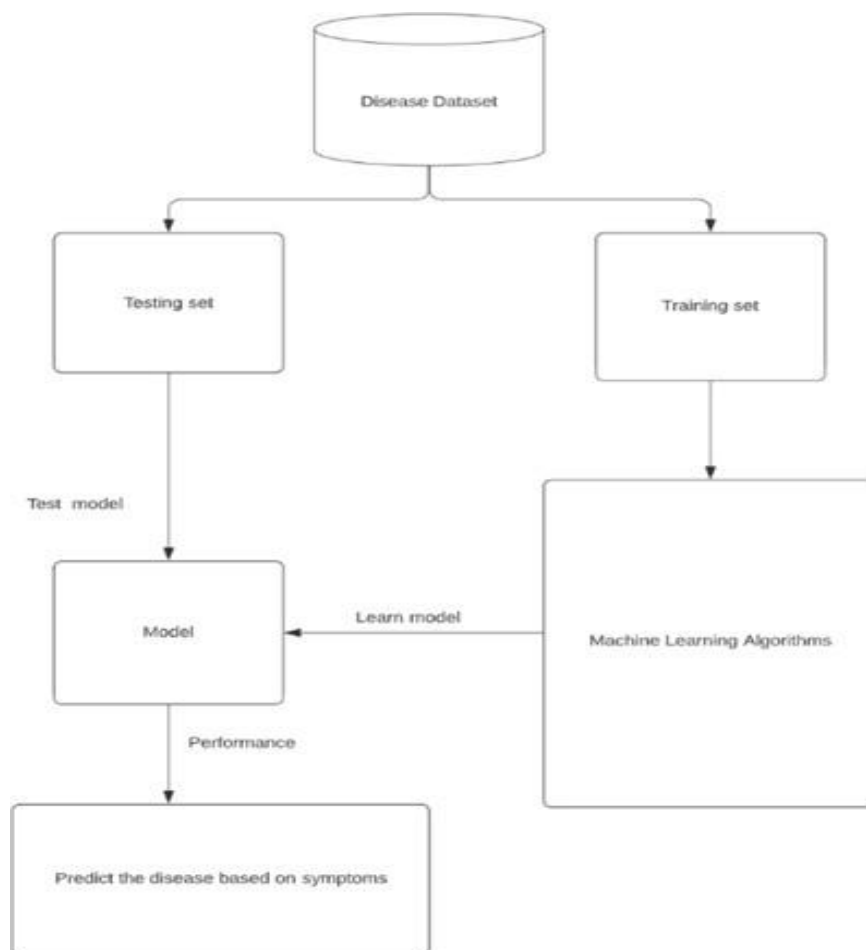 Disease Dataset
Testing set
Training set
Test model
Model
Learn model
Machine Learning Algorithms
Performance
Predict the disease based on symptoms